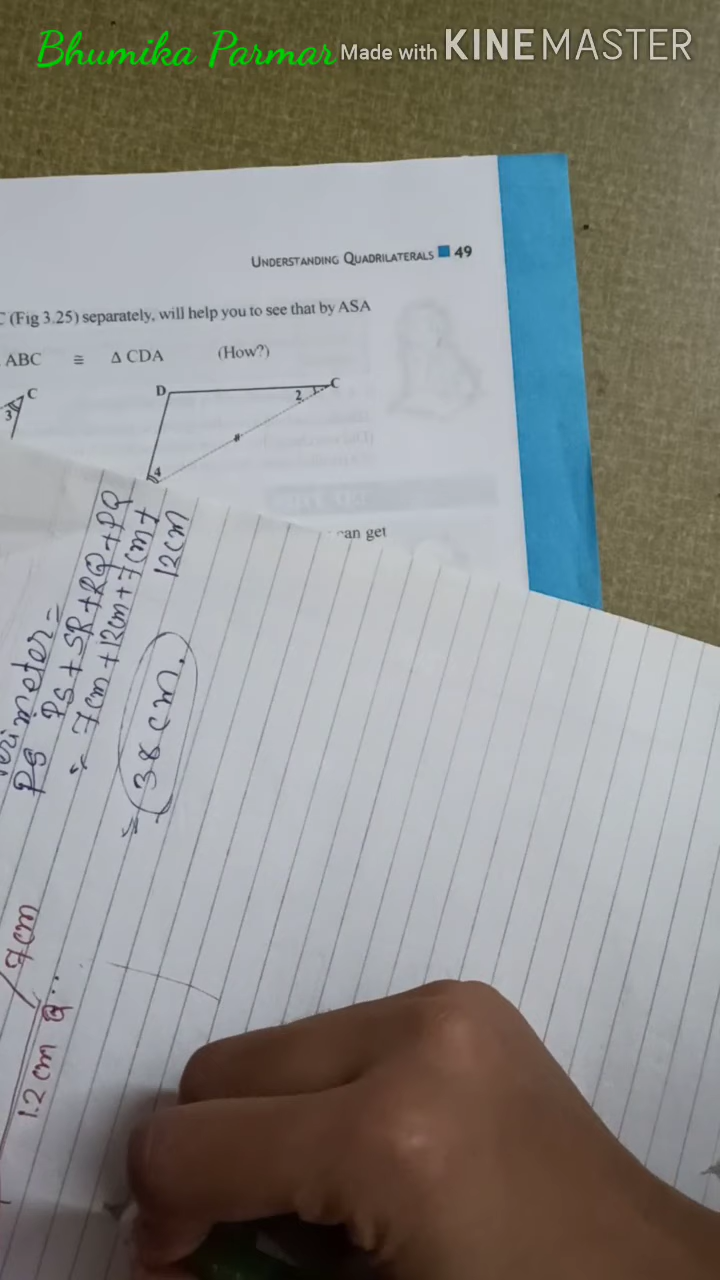 Bhumika Parmar Made with KINEMASTER
UNDERSTANDING QUADRILATERALS 49
C (Fig 3.25) separately, will help you to see that by ASA
ABC ≅ Δ CDA (How?)
C
3
D
C
2
4
can get
Perimeter =
PS PS + SR + RQ + PQ
= 7cm + 12cm + 7cm +
12cm
= 38 cm.
7cm
12 cm Q